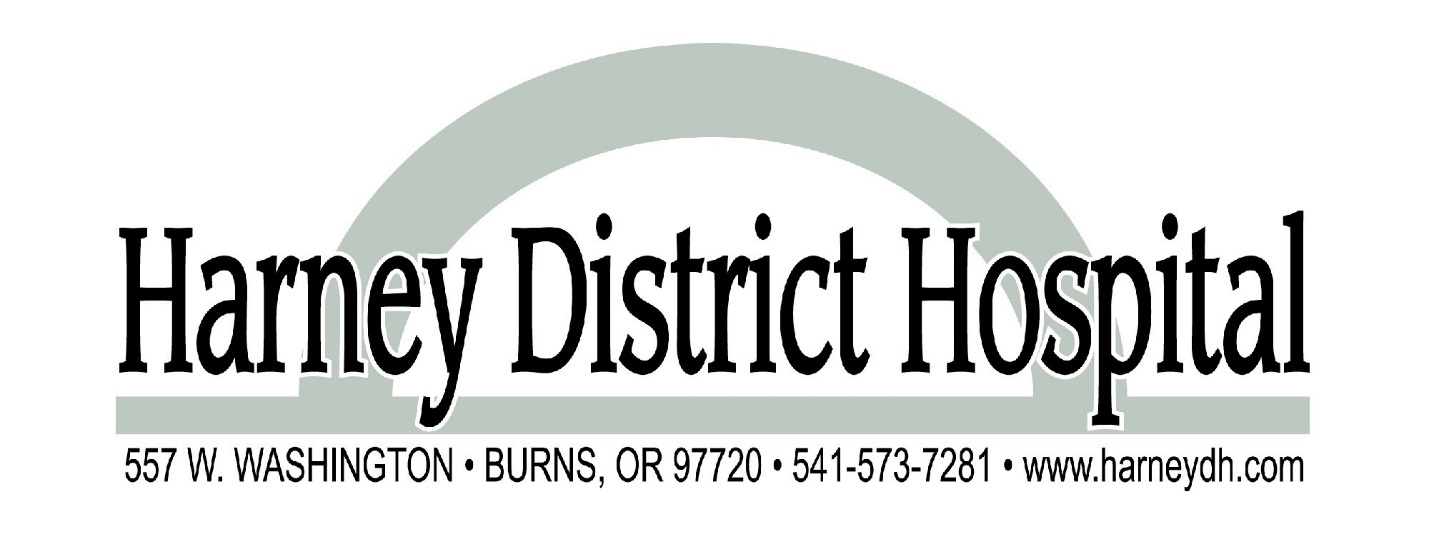 Harney District Hospital
557 W. WASHINGTON • BURNS, OR 97720 • 541-573-7281 • www.harneydh.com